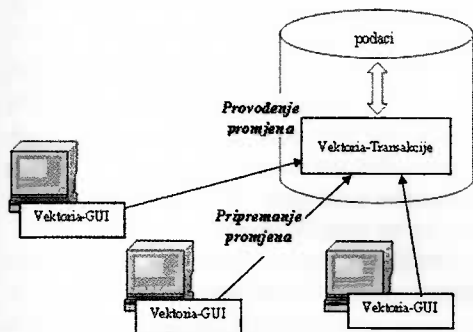 podaci
Provođenje
promjena
Vektoria-Transakcije
Vektoria-GUI
Pripremanje
promjena
Vektoria-GUI
Vektoria-GUI